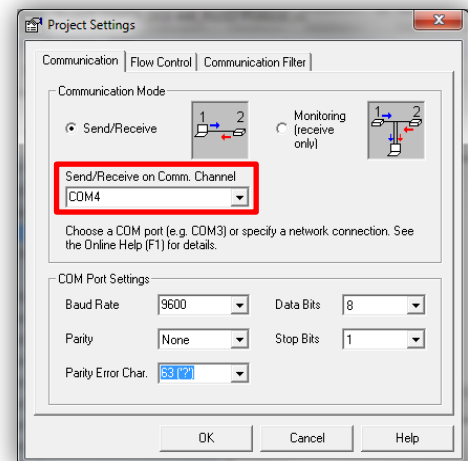 Project Settings
Communication
Flow Control
Communication Filter
Communication Mode
Send/Receive
1 2
Monitoring
(receive
only)
1 2
Send/Receive on Comm. Channel
COM4
Choose a COM port (e.g. COM3) or specify a network connection. See
the Online Help (F1) for details.
COM Port Settings
Baud Rate
9600
Data Bits
8
Parity
None
Stop Bits
1
Parity Error Char.
63 ('?')
OK
Cancel
Help